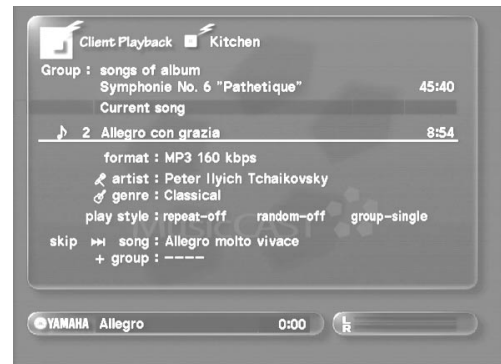 Client Playback Kitchen
Group : songs of album
Symphonie No. 6 "Pathetique" 45:40
Current song
2 Allegro con grazia 8:54
format : MP3 160 kbps
artist : Peter Ilyich Tchaikovsky
genre : Classical
play style : repeat-off random-off group-single
MUSICCAST
skip song : Allegro molto vivace
+ group : ----
YAMAHA Allegro 0:00 L
R